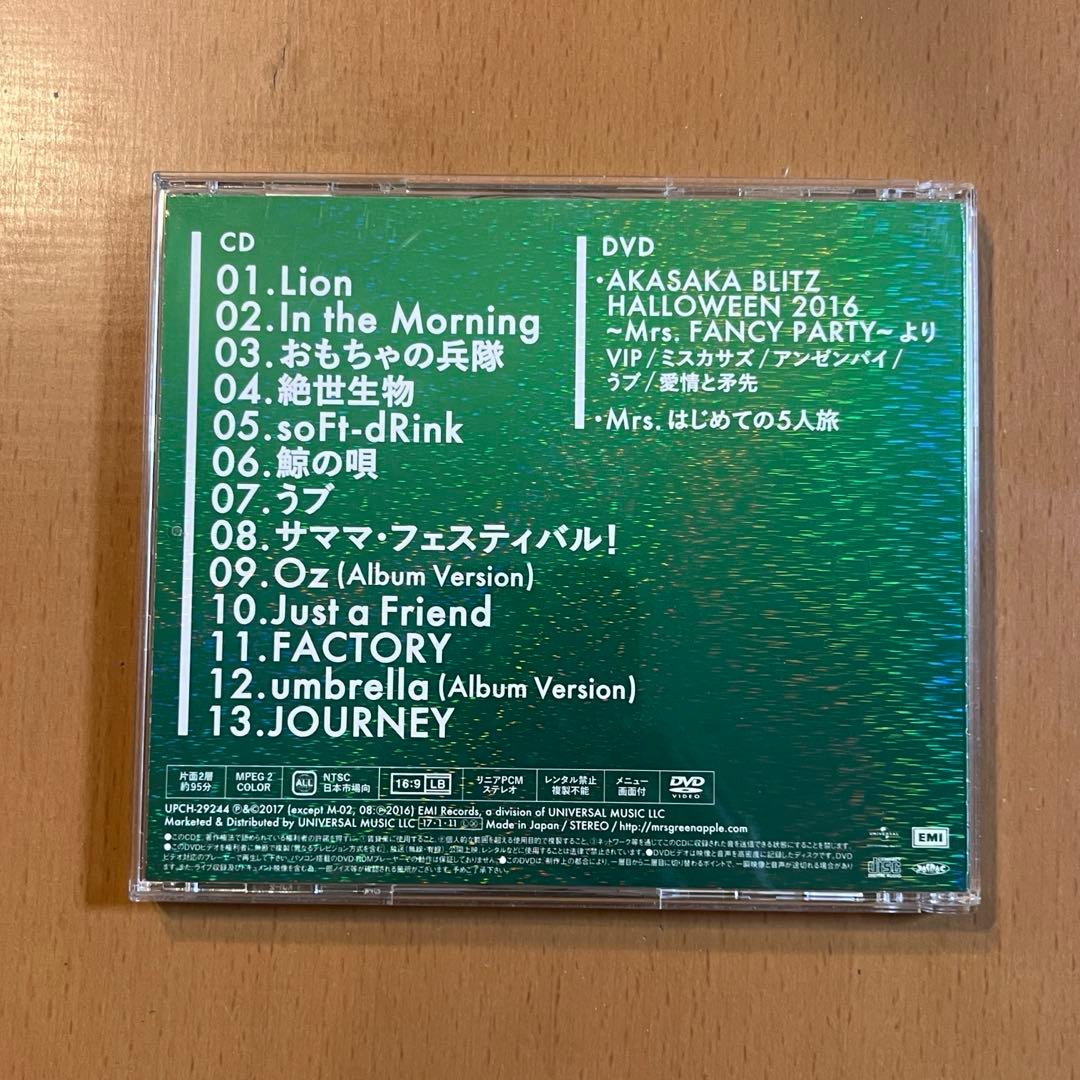 CD
01.Lion
02.In the Morning
03.おもちゃの兵隊
04.絶世生物
05.soFt-dRink
06.鯨の唄
07.うブ
08.サママ・フェスティバル!
09.Oz (Album Version)
10.Just a Friend
11.FACTORY
12.umbrella (Album Version)
13.JOURNEY
DVD
・AKASAKA BLITZ
HALLOWEEN 2016
~Mrs. FANCY PARTY~ より
VIP/ミスカサズ/アンゼンパイ/
うブ/愛情と矛先
・Mrs. はじめての5人旅
片面2層
約95分
MPEG 2
COLOR
ALL
NTSC
日本市場向
16:9 LB
リニアPCM
ステレオ
レンタル禁止
複製不能
メニュー
画面付
DVD
VIDEO
UPCH-29244 ℗&©2017 (except M-02, 08:℗2016) EMI Records, a division of UNIVERSAL MUSIC LLC
Marketed & Distributed by UNIVERSAL MUSIC LLC 17・1・11 Made in Japan / STEREO / http://mrsgreenapple.com
UNIVERSAL
EMI
disc
DIGITAL AUDIO